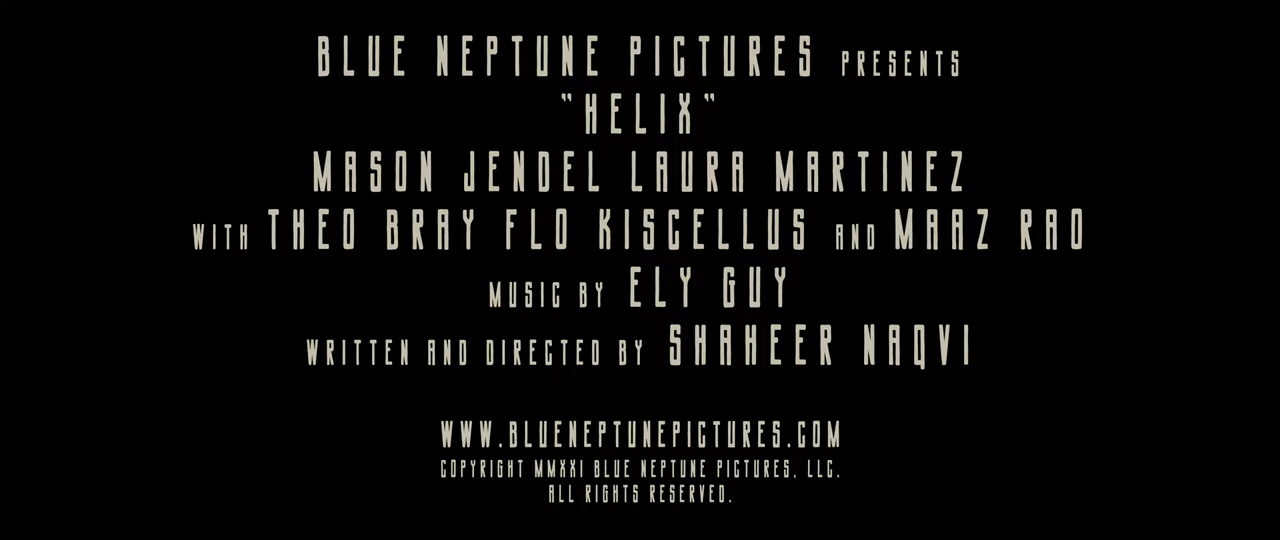 BLUE NEPTUNE PICTURES PRESENTS
"HELIX"
MASON JENDEL LAURA MARTINEZ
WITH THEO BRAY FLO KISCELLUS AND MAAZ RAO
MUSIC BY ELY GUY
WRITTEN AND DIRECTED BY SHAHEER NAQVI
WWW.BLUENEPTUNEPICTURES.COM
COPYRIGHT MMXXI BLUE NEPTUNE PICTURES, LLC.
ALL RIGHTS RESERVED.